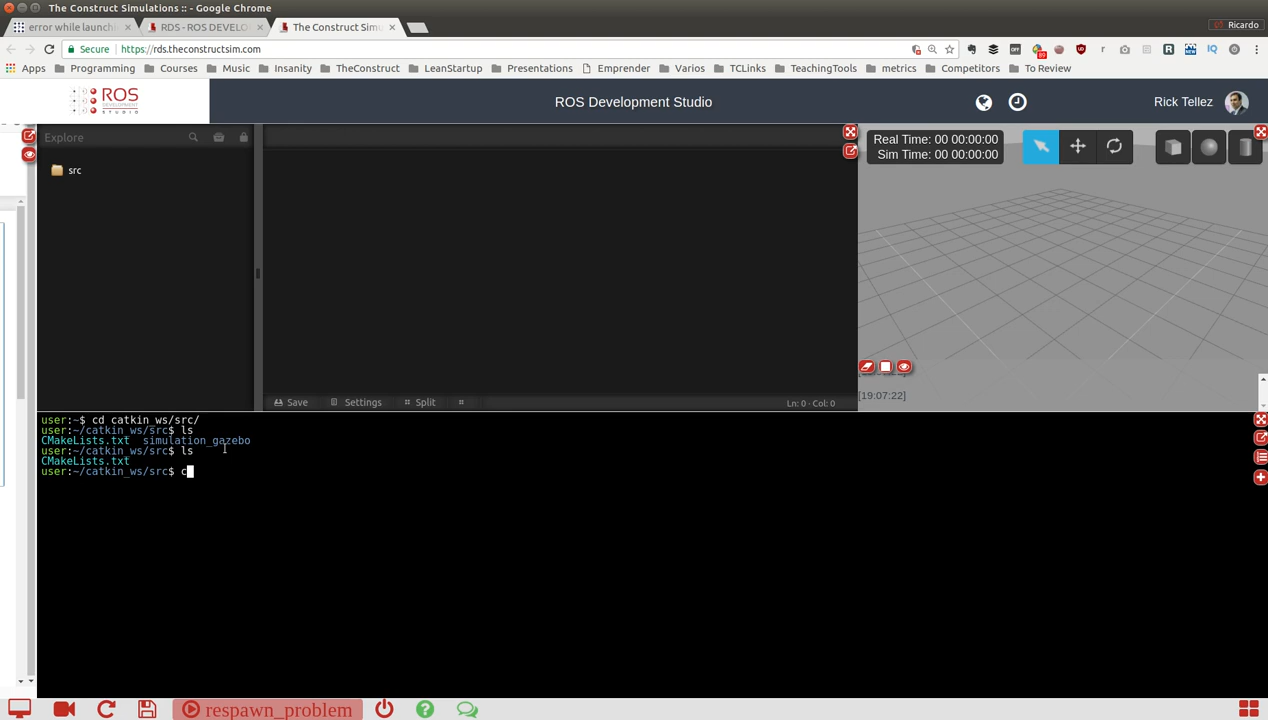 The Construct Simulations :: - Google Chrome
error while launchi
RDS - ROS DEVELO
The Construct Simu
Ricardo
Secure
https://rds.theconstructsim.com
Apps
Programming
Courses
Music
Insanity
TheConstruct
LeanStartup
Presentations
Emprender
Varios
TCLinks
TeachingTools
metrics
Competitors
To Review
ROS
DEVELOPMENT
STUDIO
ROS Development Studio
Rick Tellez
Explore
src
Real Time: 00 00:00:00
Sim Time: 00 00:00:00
Save
Settings
Split
Ln: 0 - Col: 0
[19:07:22]
user:~$ cd catkin_ws/src/
user:~/catkin_ws/src$ ls
CMakeLists.txt simulation_gazebo
user:~/catkin_ws/src$ ls
CMakeLists.txt
user:~/catkin_ws/src$ c
respawn_problem